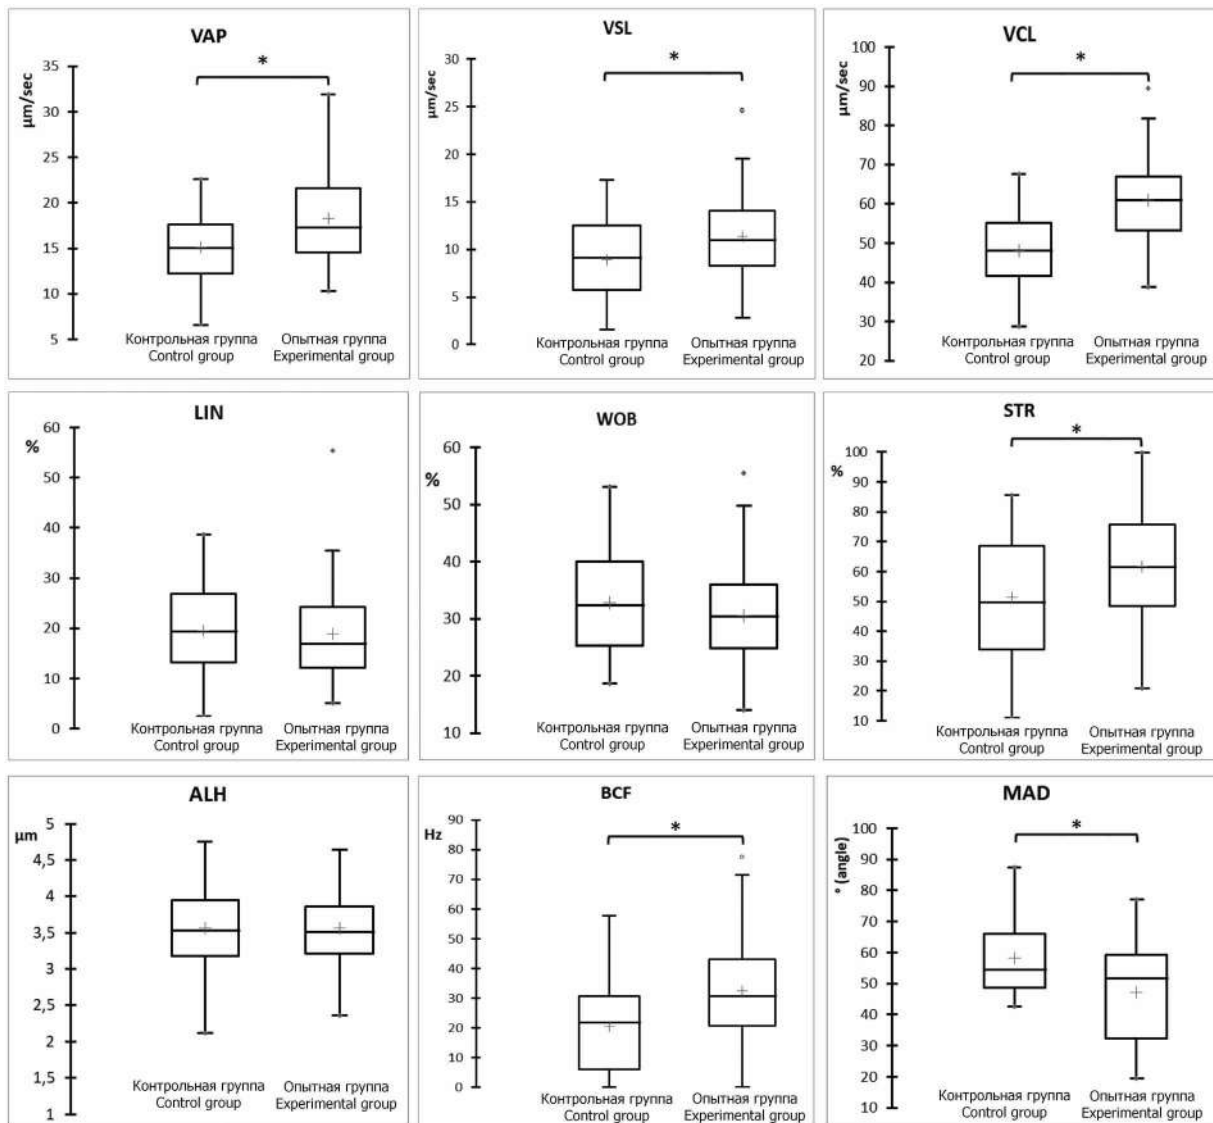 VAP
µm/sec
*
35
30
25
20
15
10
5
Контрольная группа
Control group
Опытная группа
Experimental group
VSL
µm/sec
*
30
25
20
15
10
5
0
Контрольная группа
Control group
Опытная группа
Experimental group
VCL
µm/sec
*
100
90
80
70
60
50
40
30
20
Контрольная группа
Control group
Опытная группа
Experimental group
LIN
%
60
50
40
30
20
10
0
Контрольная группа
Control group
Опытная группа
Experimental group
WOB
%
60
50
40
30
20
10
Контрольная группа
Control group
Опытная группа
Experimental group
STR
%
*
100
90
80
70
60
50
40
30
20
10
Контрольная группа
Control group
Опытная группа
Experimental group
ALH
µm
5
4,5
4
3,5
3
2,5
2
1,5
1
Контрольная группа
Control group
Опытная группа
Experimental group
BCF
Hz
*
90
80
70
60
50
40
30
20
10
0
Контрольная группа
Control group
Опытная группа
Experimental group
MAD
° (angle)
*
100
90
80
70
60
50
40
30
20
10
Контрольная группа
Control group
Опытная группа
Experimental group